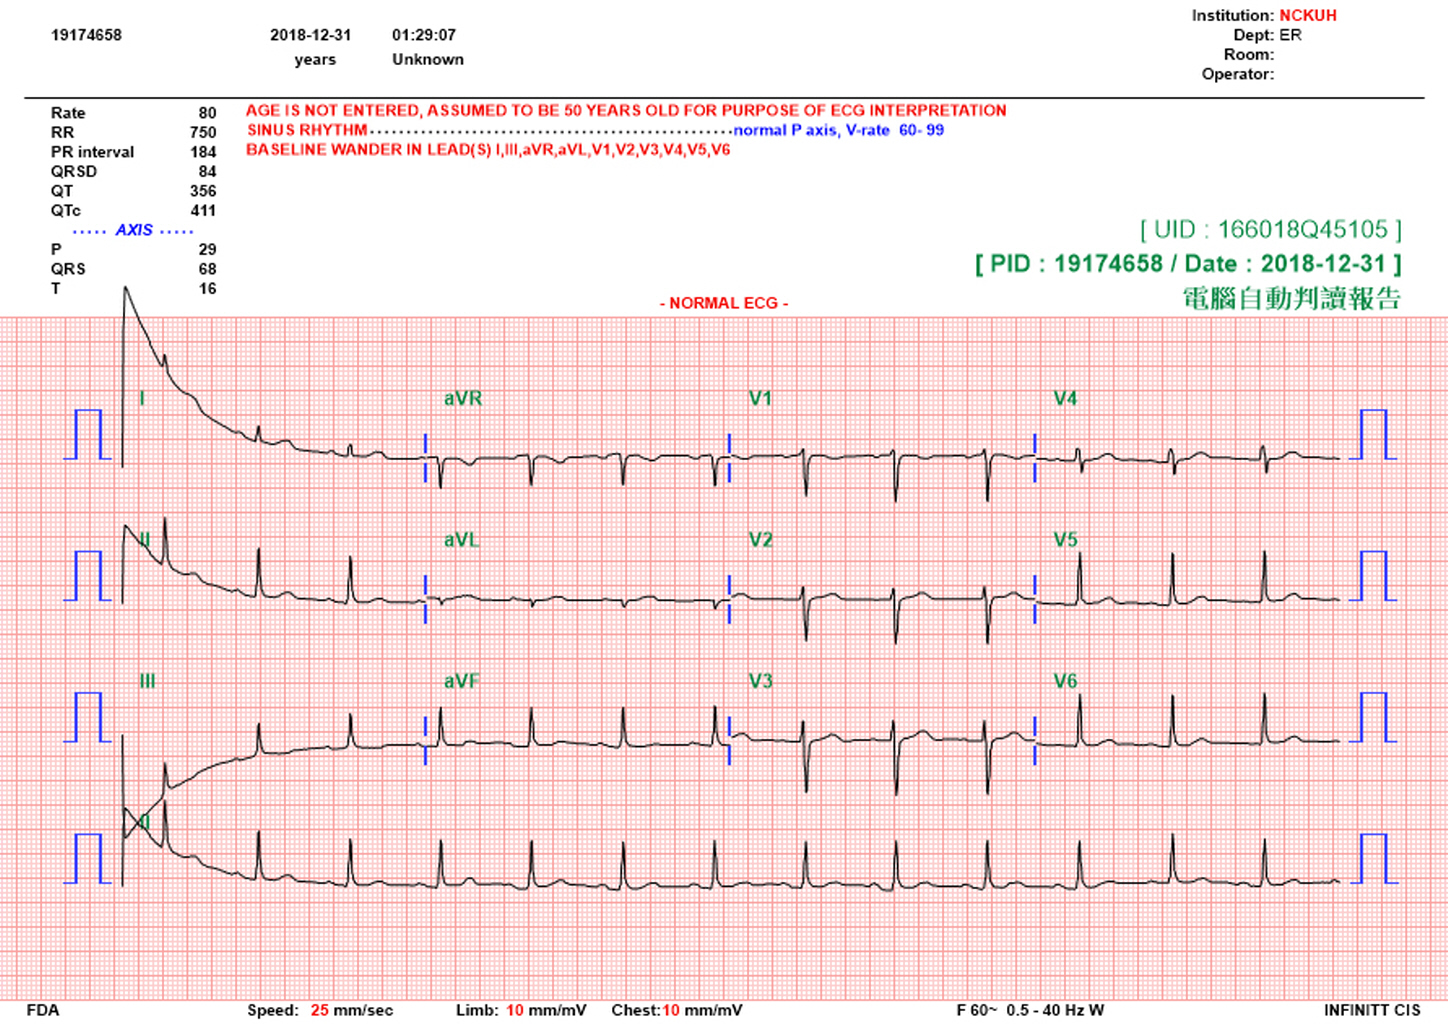 Institution: NCKUH
19174658 2018-12-31 01:29:07 Dept: ER
years Unknown Room:
Operator:
Rate 80 AGE IS NOT ENTERED, ASSUMED TO BE 50 YEARS OLD FOR PURPOSE OF ECG INTERPRETATION
RR 750 SINUS RHYTHM..............................................normal P axis, V-rate 60- 99
PR interval 184 BASELINE WANDER IN LEAD(S) I,III,aVR,aVL,V1,V2,V3,V4,V5,V6
QRSD 84
QT 356
QTc 411
····· AXIS ·····
[ UID : 166018Q45105 ]
P 29
QRS 68
[ PID : 19174658 / Date : 2018-12-31 ]
T 16
- NORMAL ECG -
電腦自動判讀報告
I aVR V1 V4
II aVL V2 V5
III aVF V3 V6
II
FDA Speed: 25 mm/sec Limb: 10 mm/mV Chest:10 mm/mV F 60~ 0.5 - 40 Hz W INFINITT CIS